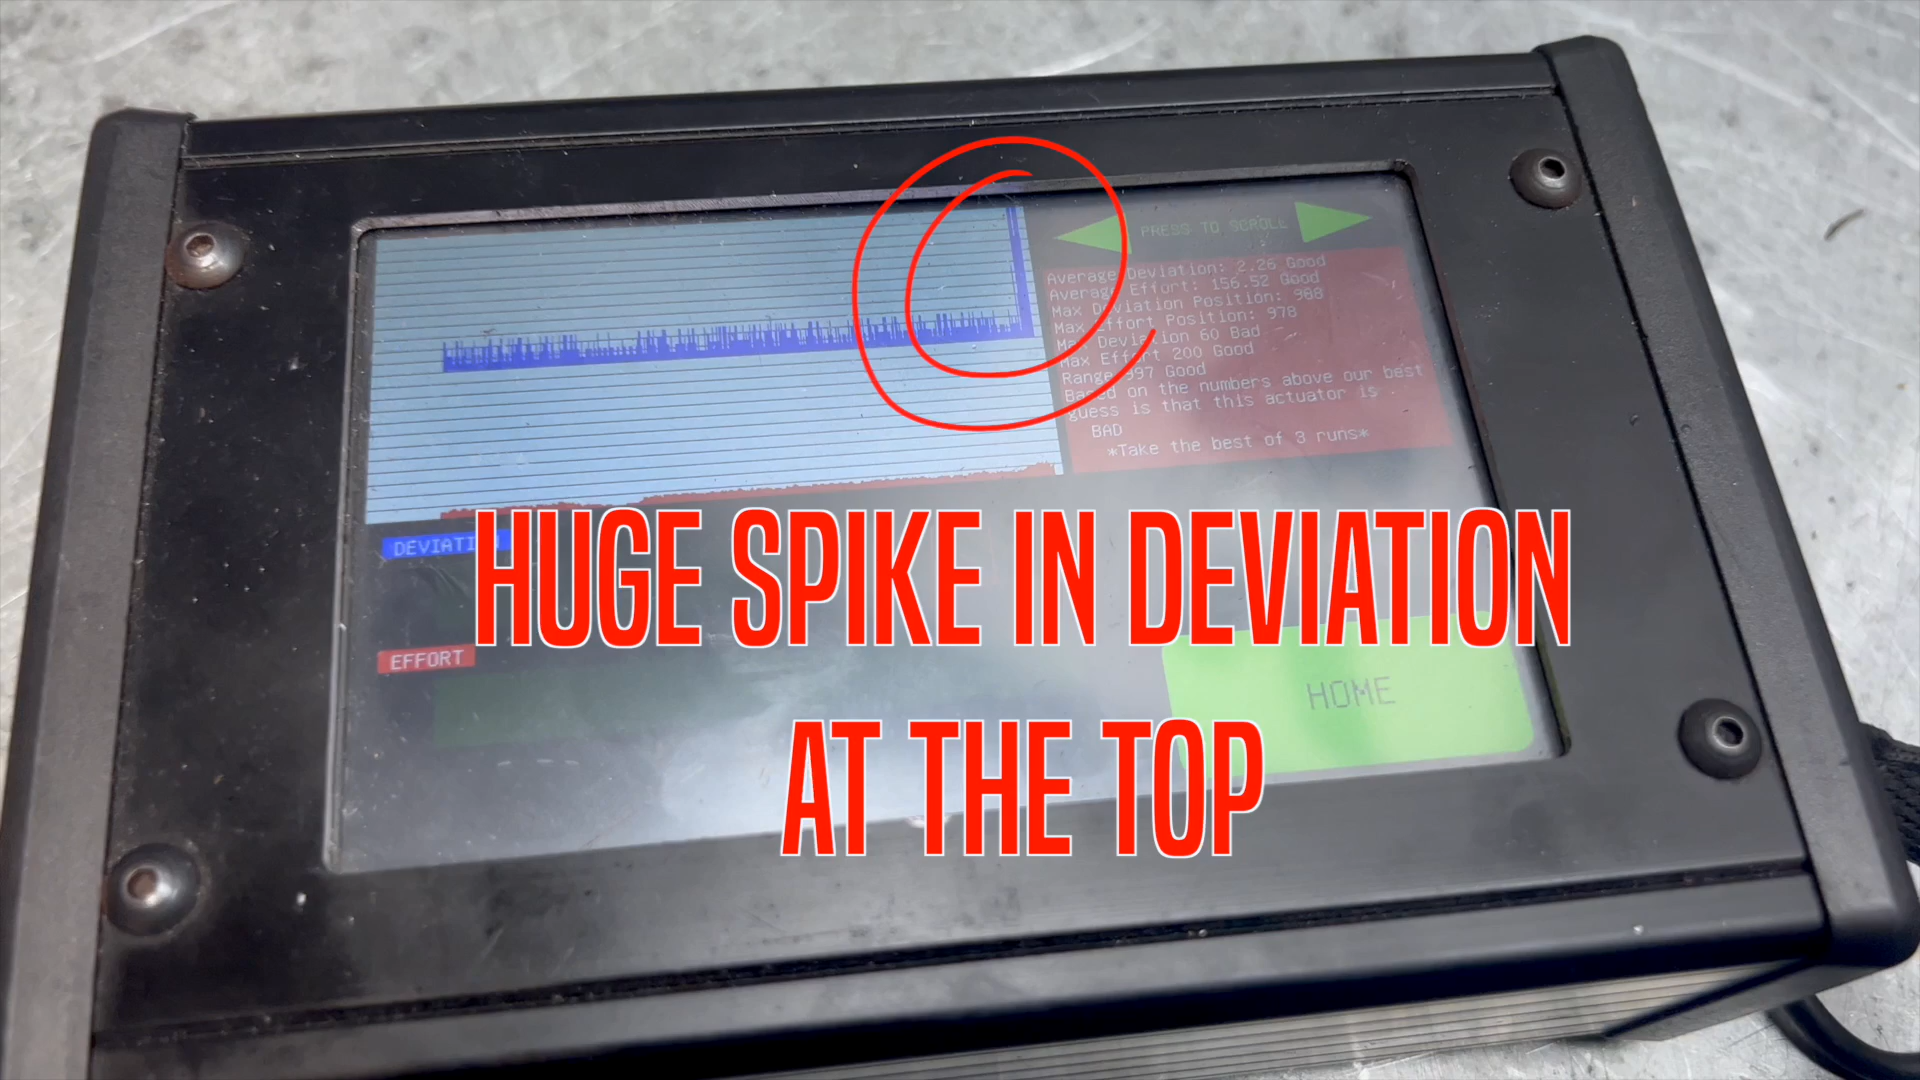 PRESS TO SCROLL
Average Deviation: 2.26 Good
Average Effort: 156.52 Good
Max Deviation Position: 968
Max Effort Position: 978
Max Deviation 60 Bad
Max Effort 200 Good
Range 997 Good
Based on the numbers above our best
guess is that this actuator is
BAD
*Take the best of 3 runs*
DEVIATION
HUGE SPIKE IN DEVIATION
EFFORT
HOME
AT THE TOP